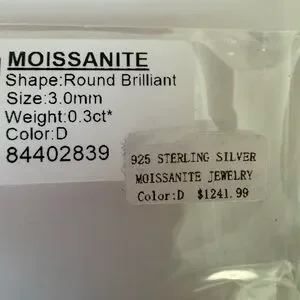 MOISSANITE
Shape:Round Brilliant
Size:3.0mm
Weight:0.3ct*
Color:D
84402839
925 STERLING SILVER
MOISSANITE JEWELRY
Color:D $1241.99